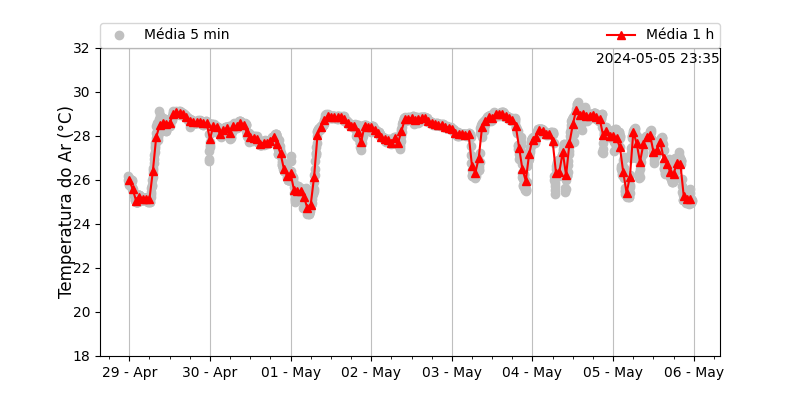 Média 5 min
Média 1 h
2024-05-05 23:35
Temperatura do Ar (°C)
32
30
28
26
24
22
20
18
29 - Apr
30 - Apr
01 - May
02 - May
03 - May
04 - May
05 - May
06 - May